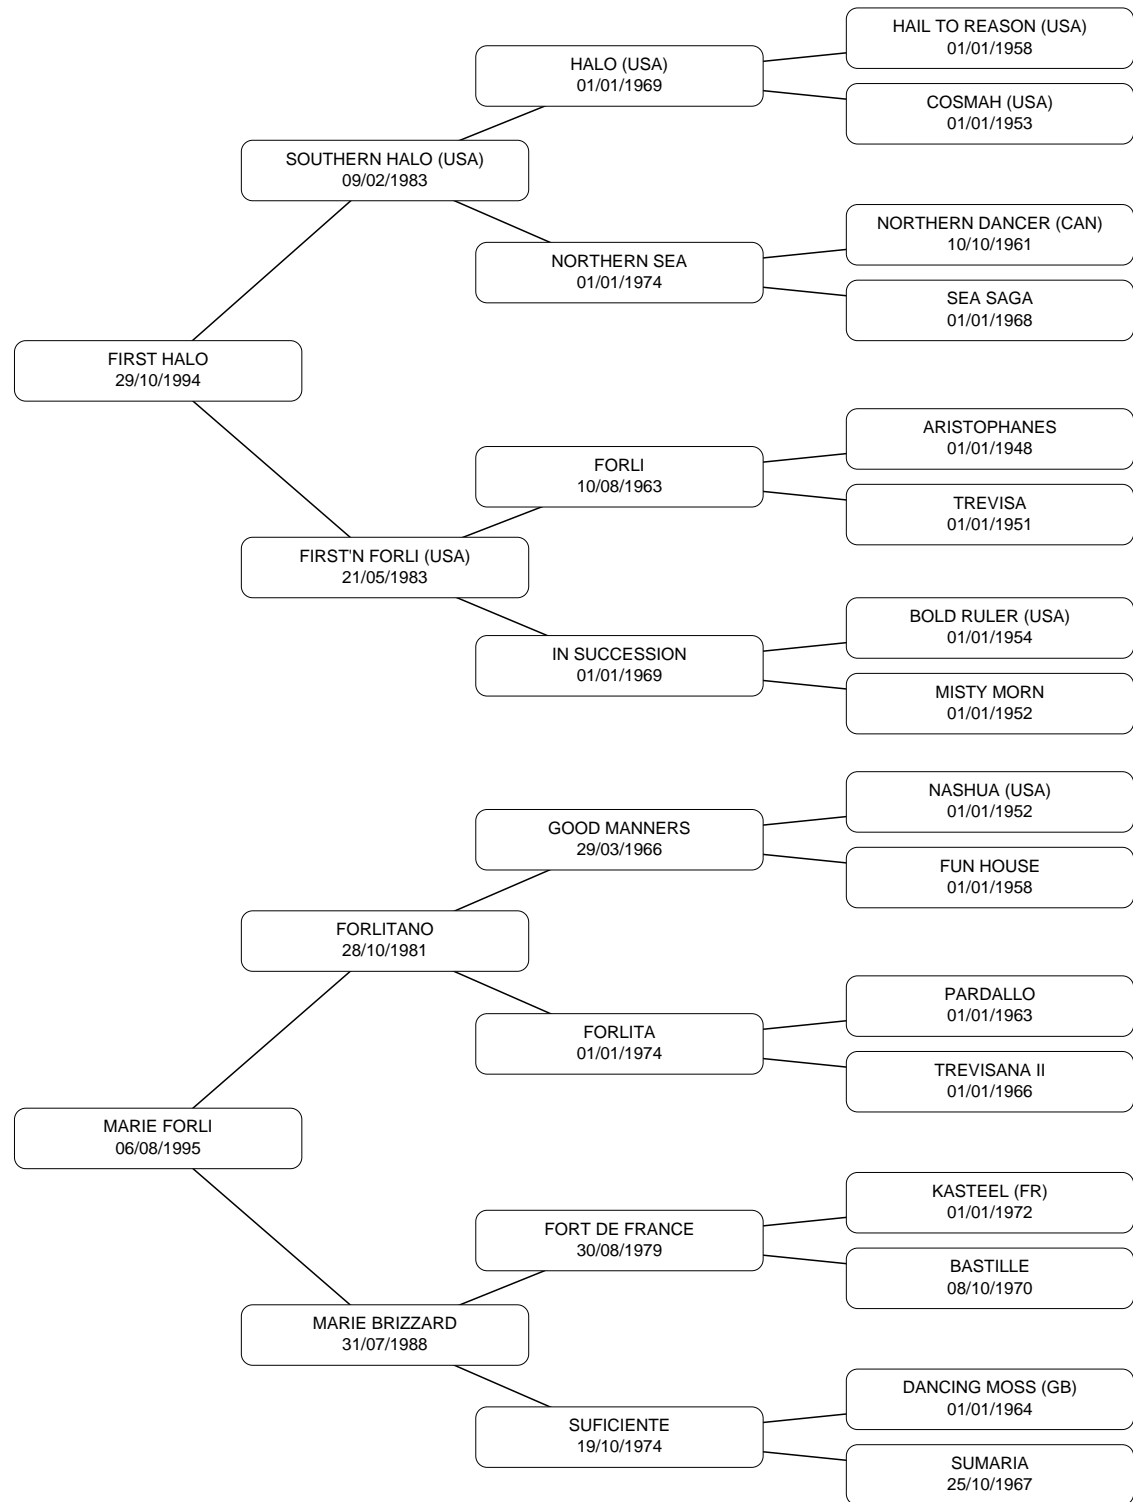 HAIL TO REASON (USA)
01/01/1958
HALO (USA)
01/01/1969
COSMAH (USA)
01/01/1953
SOUTHERN HALO (USA)
09/02/1983
NORTHERN DANCER (CAN)
10/10/1961
NORTHERN SEA
01/01/1974
SEA SAGA
01/01/1968
FIRST HALO
29/10/1994
ARISTOPHANES
01/01/1948
FORLI
10/08/1963
TREVISA
01/01/1951
FIRST'N FORLI (USA)
21/05/1983
BOLD RULER (USA)
01/01/1954
IN SUCCESSION
01/01/1969
MISTY MORN
01/01/1952
NASHUA (USA)
01/01/1952
GOOD MANNERS
29/03/1966
FUN HOUSE
01/01/1958
FORLITANO
28/10/1981
PARDALLO
01/01/1963
FORLITA
01/01/1974
TREVISANA II
01/01/1966
MARIE FORLI
06/08/1995
KASTEEL (FR)
01/01/1972
FORT DE FRANCE
30/08/1979
BASTILLE
08/10/1970
MARIE BRIZZARD
31/07/1988
DANCING MOSS (GB)
01/01/1964
SUFICIENTE
19/10/1974
SUMARIA
25/10/1967